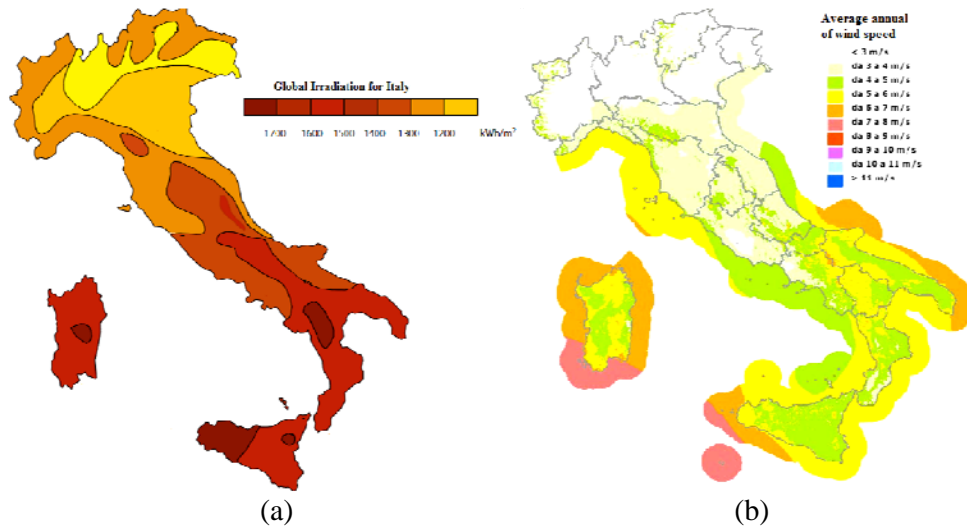 Global Irradiation for Italy
1700 1600 1500 1400 1300 1200 kWh/m²
Average annual
of wind speed
< 3 m/s
da 3 a 4 m/s
da 4 a 5 m/s
da 5 a 6 m/s
da 6 a 7 m/s
da 7 a 8 m/s
da 8 a 9 m/s
da 9 a 10 m/s
da 10 a 11 m/s
> 11 m/s
(a) (b)